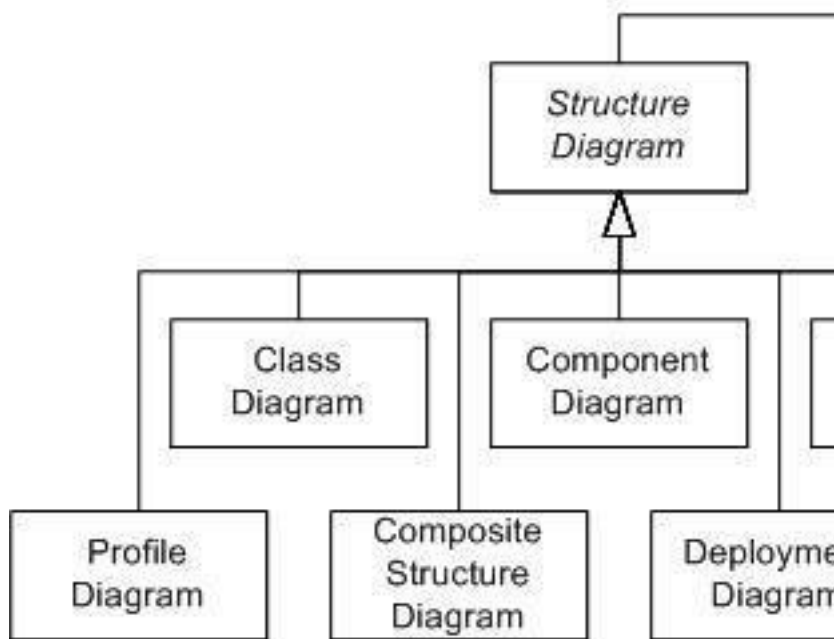 Structure
Diagram
Class
Diagram
Component
Diagram
Profile
Diagram
Composite
Structure
Diagram
Deployme
Diagram